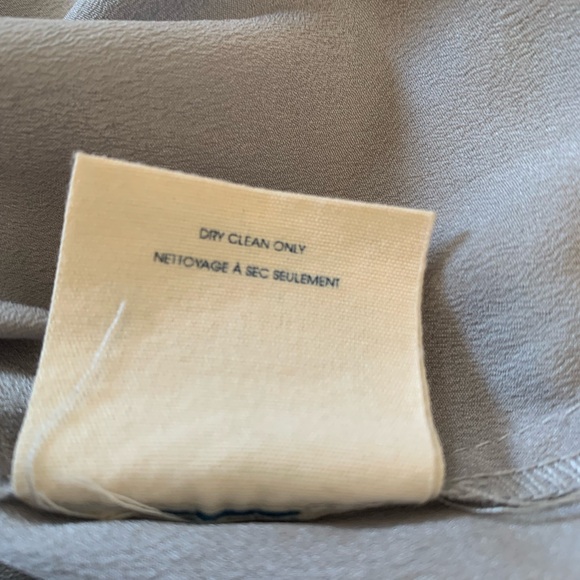 DRY CLEAN ONLY
NETTOYAGE À SEC SEULEMENT